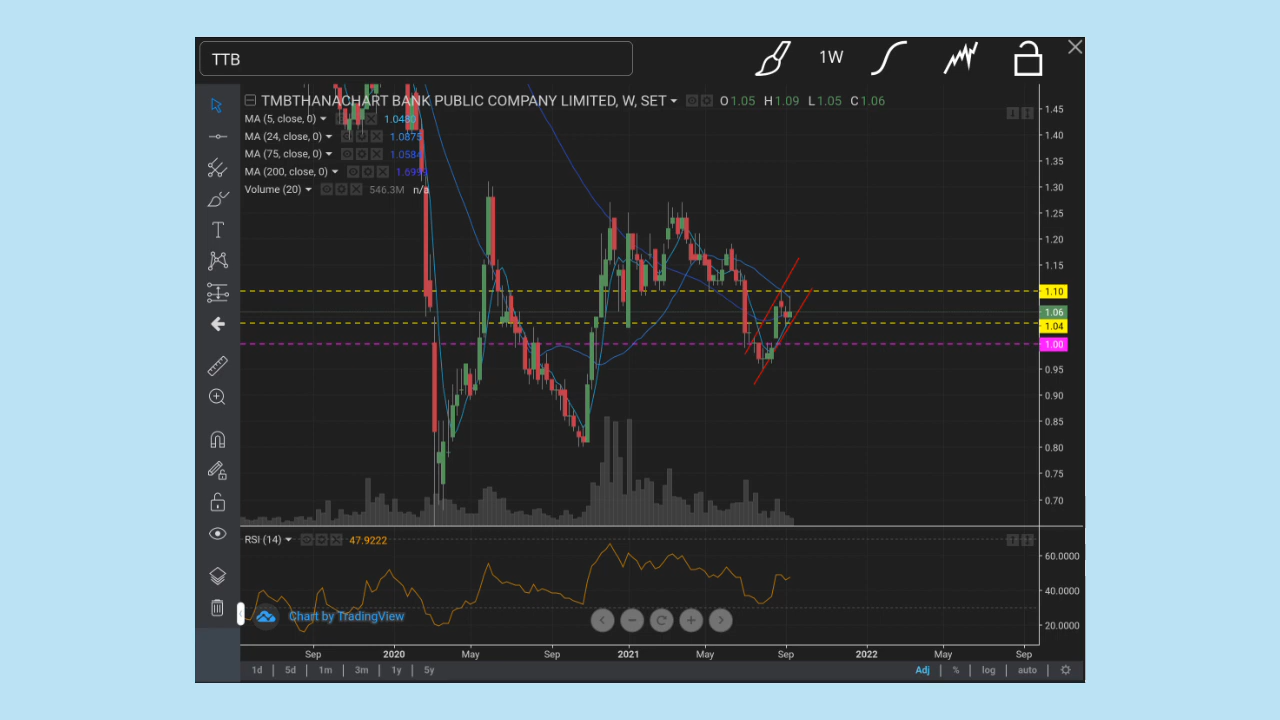 TTB
1W
TMBTHANACHART BANK PUBLIC COMPANY LIMITED, W, SET O 1.05 H 1.09 L 1.05 C 1.06
MA (5, close, 0) 1.0480
MA (24, close, 0) 1.0875
MA (75, close, 0) 1.0584
MA (200, close, 0)
Volume (20) 546.3M n/a
1.45
1.40
1.35
1.30
1.25
1.20
1.15
1.10
1.06
1.04
1.00
0.95
0.90
0.85
0.80
0.75
0.70
RSI (14) 47.9222
60.0000
40.0000
20.0000
Chart by TradingView
Sep 2020 May Sep 2021 May Sep 2022 May Sep
1d 5d 1m 3m 1y 5y Adj % log auto